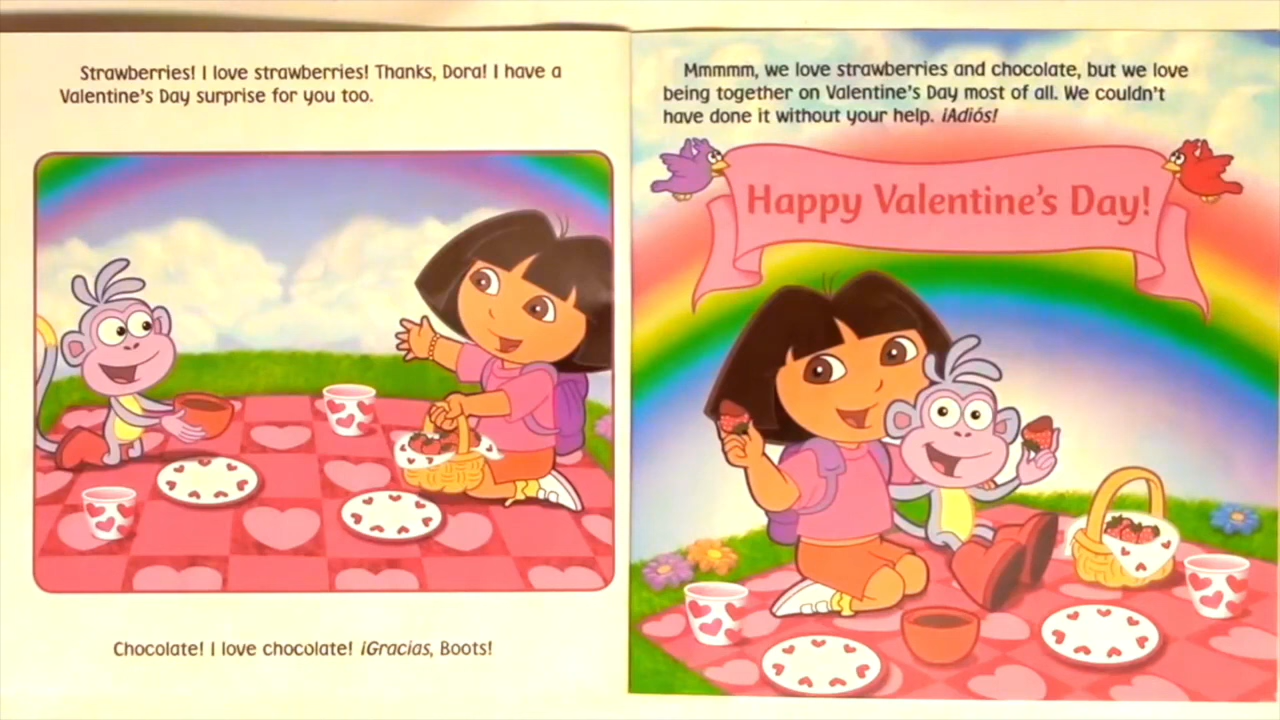 Strawberries! I love strawberries! Thanks, Dora! I have a
Valentine's Day surprise for you too.
Chocolate! I love chocolate! ¡Gracias, Boots!
Mmmmm, we love strawberries and chocolate, but we love
being together on Valentine's Day most of all. We couldn't
have done it without your help. ¡Adiós!
Happy Valentine's Day!